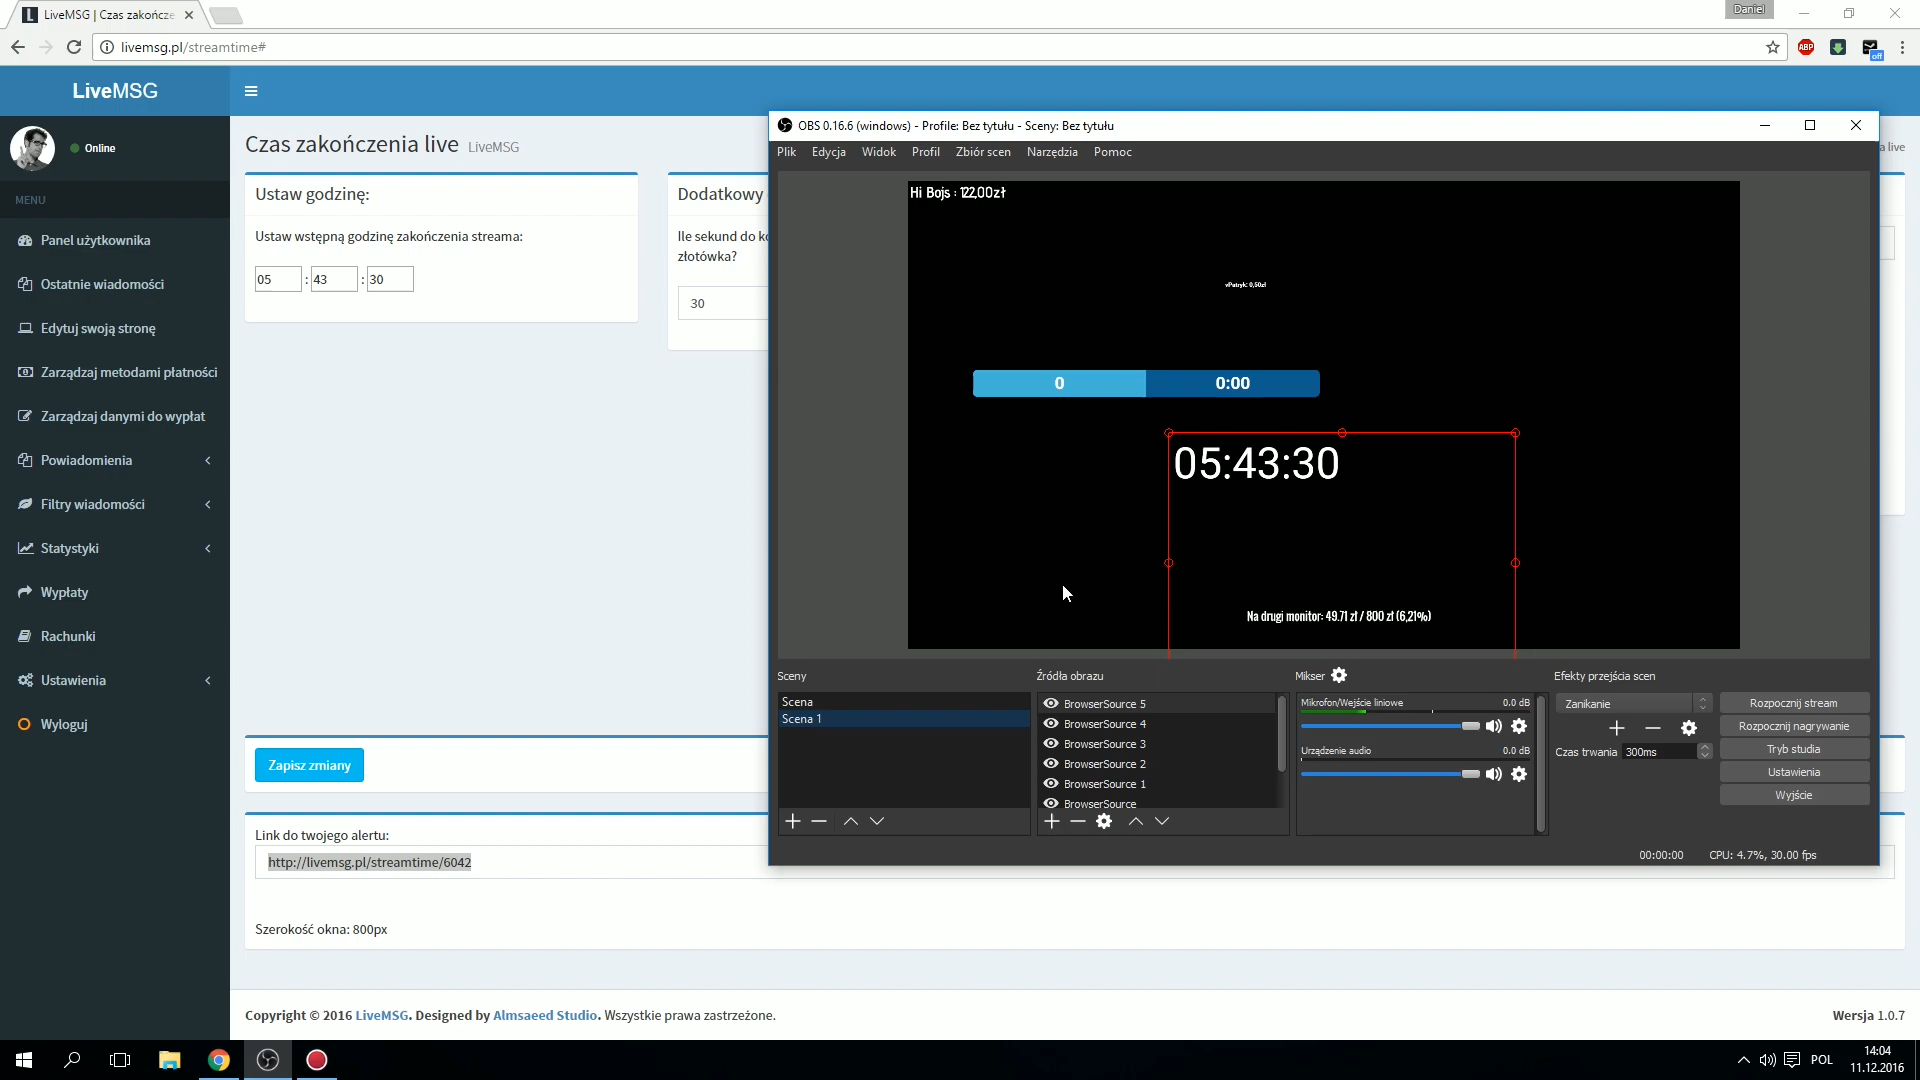 LiveMSG | Czas zakończe
Daniel
livemsg.pl/streamtime#
ABP
off
LiveMSG
Online
MENU
Panel użytkownika
Ostatnie wiadomości
Edytuj swoją stronę
Zarządzaj metodami płatności
Zarządzaj danymi do wypłat
Powiadomienia
Filtry wiadomości
Statystyki
Wypłaty
Rachunki
Ustawienia
Wyloguj
Czas zakończenia live LiveMSG
a live
Ustaw godzinę:
Ustaw wstępną godzinę zakończenia streama:
05 : 43 : 30
Dodatkowy
Ile sekund do ko
złotówka?
30
Zapisz zmiany
Link do twojego alertu:
http://livemsg.pl/streamtime/6042
Szerokość okna: 800px
Copyright © 2016 LiveMSG. Designed by Almsaeed Studio. Wszystkie prawa zastrzeżone.
Wersja 1.0.7
OBS 0.16.6 (windows) - Profile: Bez tytułu - Sceny: Bez tytułu
Plik Edycja Widok Profil Zbiór scen Narzędzia Pomoc
Hi Bojs : 122,00zł
vPatryk: 0,50zł
0 0:00
05:43:30
Na drugi monitor: 49.71 zł / 800 zł (6,21%)
Sceny
Scena
Scena 1
Źródła obrazu
BrowserSource 5
BrowserSource 4
BrowserSource 3
BrowserSource 2
BrowserSource 1
BrowserSource
Mikser
Mikrofon/Wejście liniowe 0.0 dB
Urządzenie audio 0.0 dB
Efekty przejścia scen
Zanikanie
Czas trwania 300ms
Rozpocznij stream
Rozpocznij nagrywanie
Tryb studia
Ustawienia
Wyjście
00:00:00 CPU: 4.7%, 30.00 fps
POL
14:04
11.12.2016